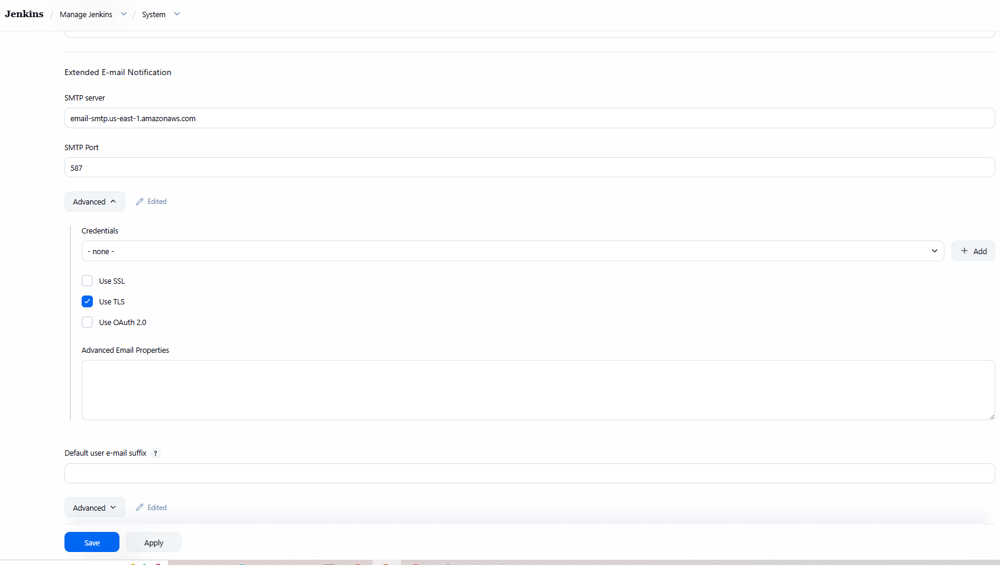 Jenkins / Manage Jenkins / System
Extended E-mail Notification
SMTP server
email-smtp.us-east-1.amazonaws.com
SMTP Port
587
Advanced Edited
Credentials
- none - + Add
Use SSL
Use TLS
Use OAuth 2.0
Advanced Email Properties
Default user e-mail suffix ?
Advanced Edited
Save Apply